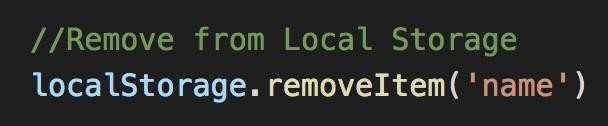 //Remove from Local Storage
localStorage.removeItem('name')